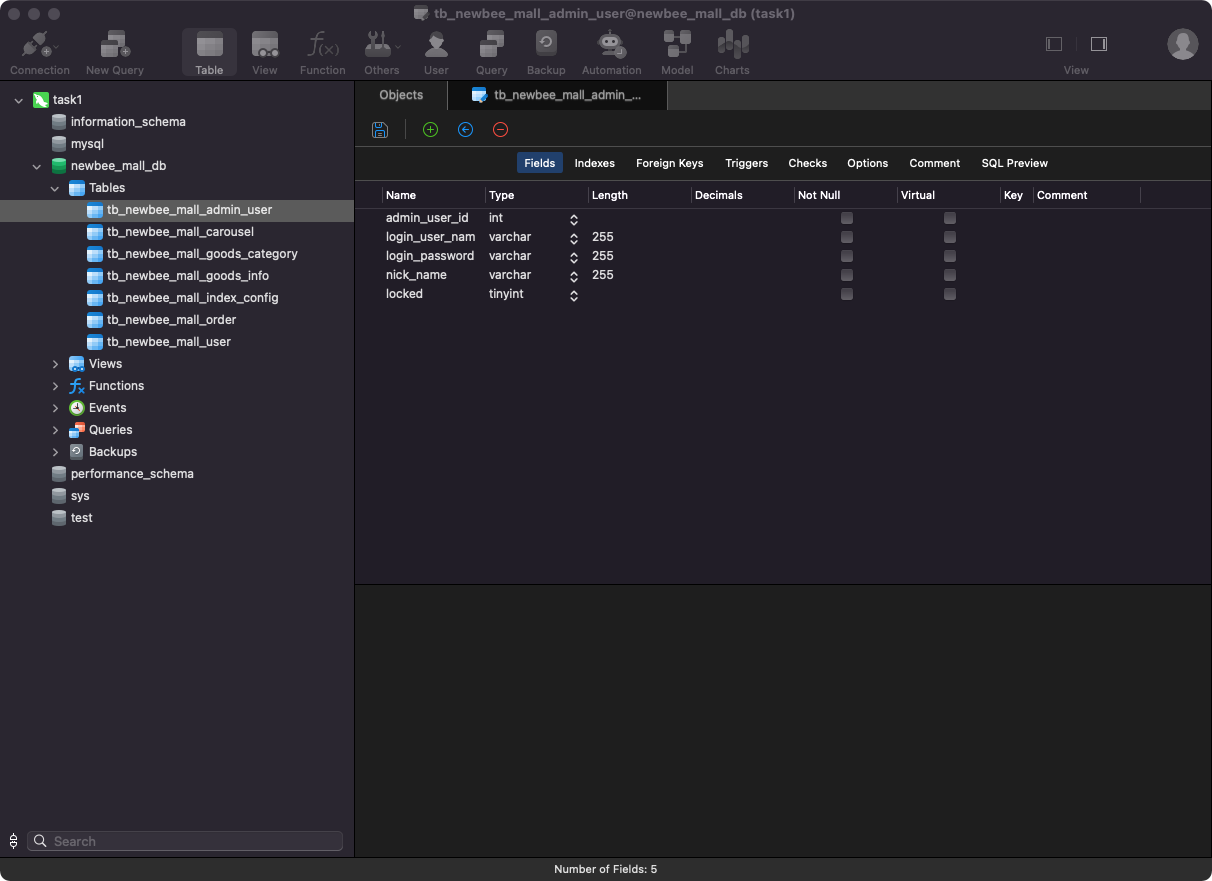 tb_newbee_mall_admin_user@newbee_mall_db (task1)
Connection New Query Table View Function Others User Query Backup Automation Model Charts View
Objects tb_newbee_mall_admin_...
Fields Indexes Foreign Keys Triggers Checks Options Comment SQL Preview
Name Type Length Decimals Not Null Virtual Key Comment
admin_user_id int
login_user_nam varchar 255
login_password varchar 255
nick_name varchar 255
locked tinyint
task1
information_schema
mysql
newbee_mall_db
Tables
tb_newbee_mall_admin_user
tb_newbee_mall_carousel
tb_newbee_mall_goods_category
tb_newbee_mall_goods_info
tb_newbee_mall_index_config
tb_newbee_mall_order
tb_newbee_mall_user
Views
Functions
Events
Queries
Backups
performance_schema
sys
test
Search
Number of Fields: 5